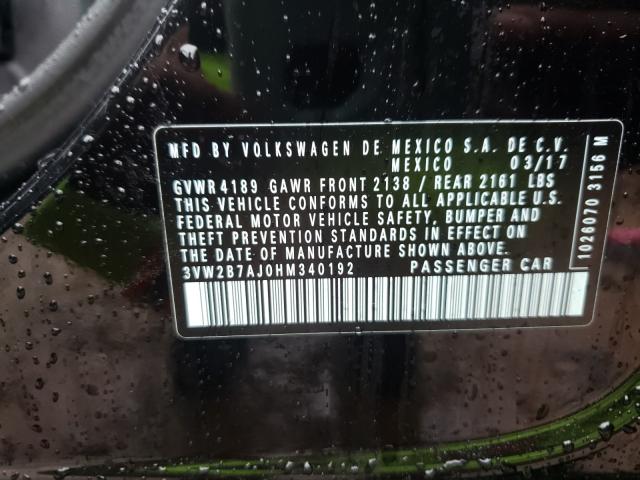 MFD BY VOLKSWAGEN DE MEXICO S.A. DE C.V.
MEXICO 03/17
GVWR 4189 GAWR FRONT 2138 / REAR 2161 LBS
THIS VEHICLE CONFORMS TO ALL APPLICABLE U.S.
FEDERAL MOTOR VEHICLE SAFETY, BUMPER AND
THEFT PREVENTION STANDARDS IN EFFECT ON
THE DATE OF MANUFACTURE SHOWN ABOVE.
3VW2B7AJ0HM340192 PASSENGER CAR
1026070 3156 M